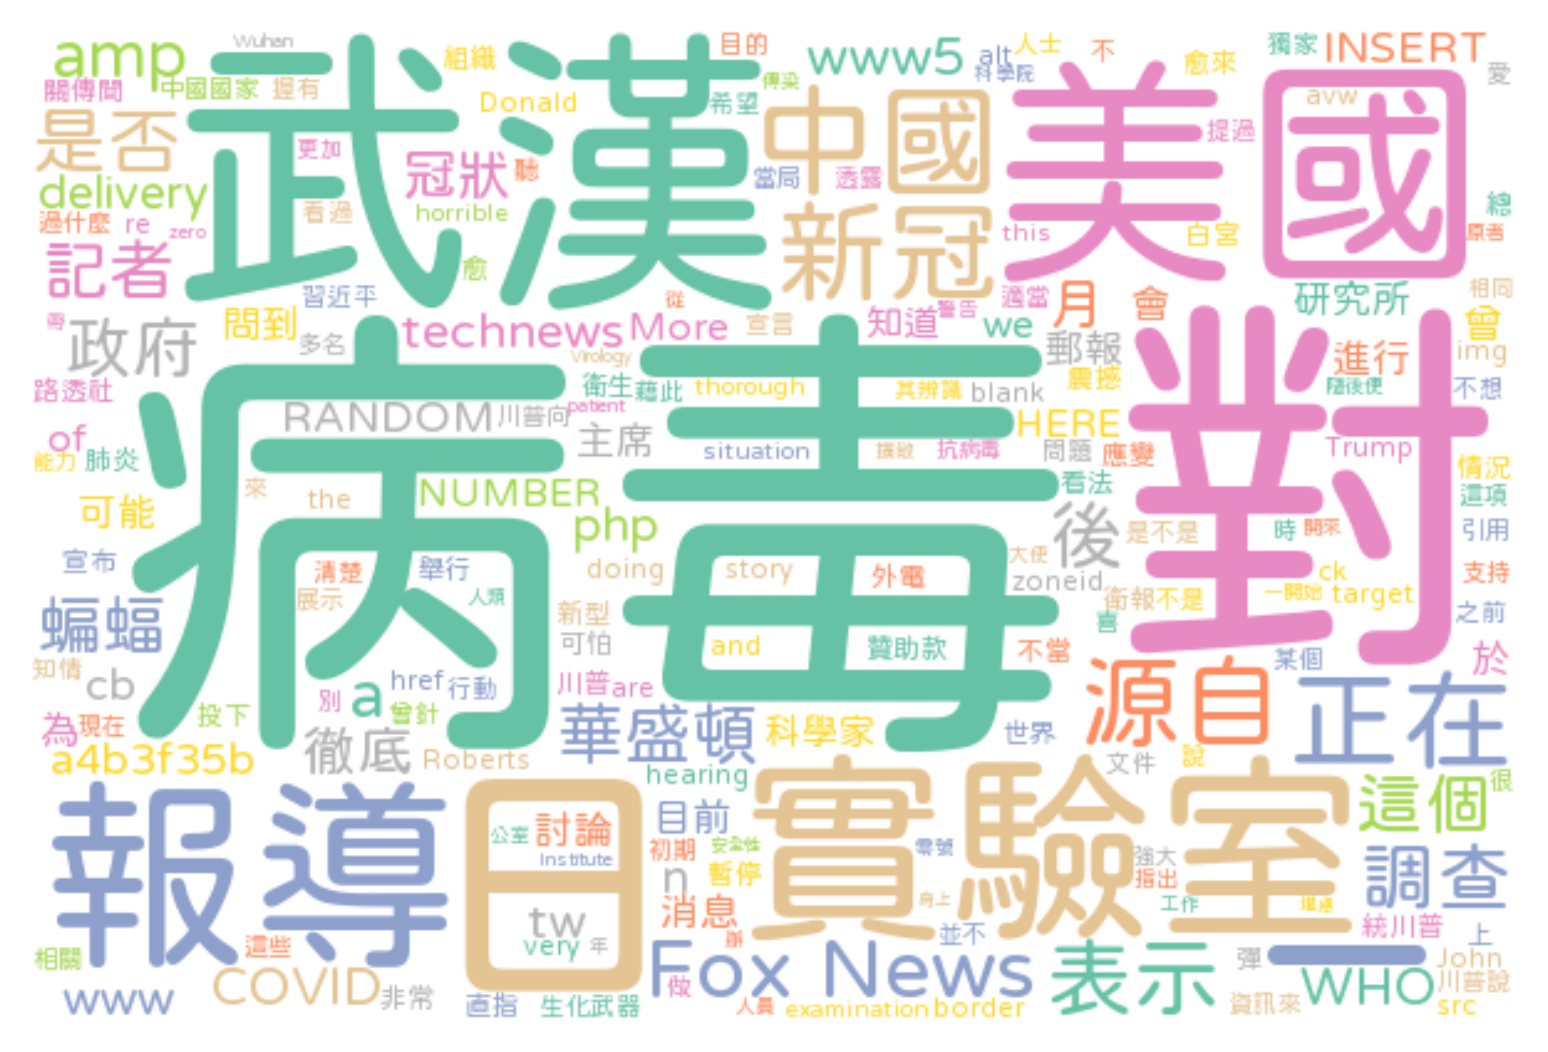 Wuhan
目的
alt
人士
不
獨家
INSERT
amp
武漢
組織
www5
科學院
愈來
愛
關傳聞
中國國家
握有
Donald
傳染
希望
中國
美國
avw
是否
更加
冠狀
聽
提過
delivery
看過
horrible
當局
透露
新冠
this
白宮
總
過什麼
re
zero
原者
記者
愈
習近平
從
警告
適當
月
會
研究所
相同
帶
政府
問到
多名
technews
More
宣言
知道
we
郵報
進行
曾
img
Virology
路透社
病毒
衛生
藉此
thorough
其辨識
blank
震撼
對
隨後便
不想
RANDOM
川普向
patient
HERE
of
主席
situation
擴散
抗病毒
問題
應變
Trump
能力
肺炎
情況
來
the
NUMBER
看法
這項
可能
php
後
是不是
時
開來
引用
宣布
清楚
舉行
doing
story
外電
大使
zoneid
ck
支持
展示
人類
衛報
不是
一開始
target
蝙蝠
新型
喜
之前
可怕
and
贊助款
不當
某個
於
知情
cb
別
a
href
行動
川普
are
源自
正在
為
現在
投下
曾針
華盛頓
科學家
世界
徹底
Roberts
文件
說
a4b3f35b
hearing
很
報導
日
實驗室
這個
公室
討論
Institute
目前
初期
安全性
零號
強大
調查
n
暫停
指出
tw
消息
身上
工作
very
年
統川普
這些
並不
上
相關
Fox News
表示
彈
一
John
www
COVID
非常
做
WHO
川普說
直指
生化武器
人員
examination
border
資訊來
src